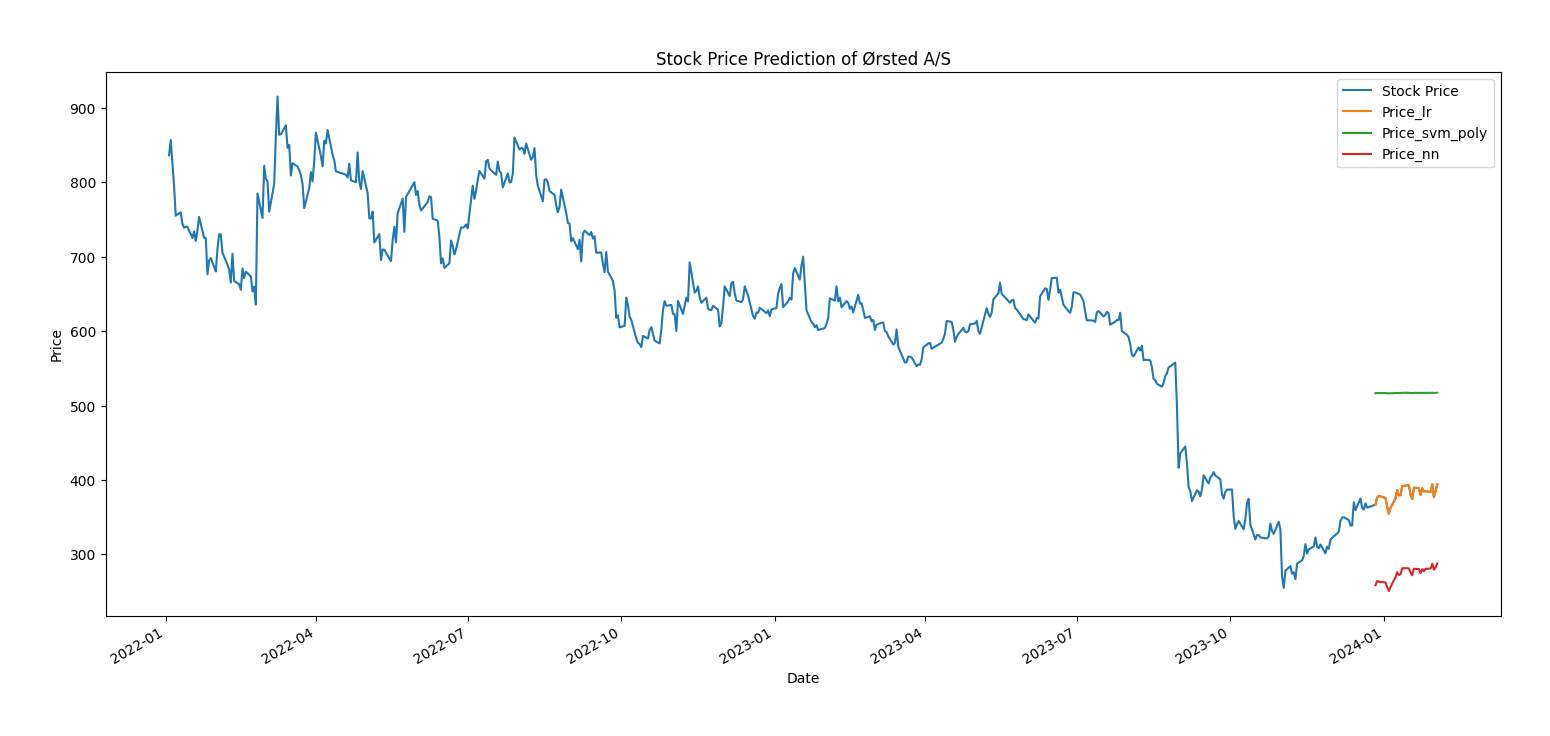 Stock Price Prediction of Ørsted A/S
Stock Price
Price_lr
Price_svm_poly
Price_nn
Price
900
800
700
600
500
400
300
2022-01
2022-04
2022-07
2022-10
2023-01
2023-04
2023-07
2023-10
2024-01
Date